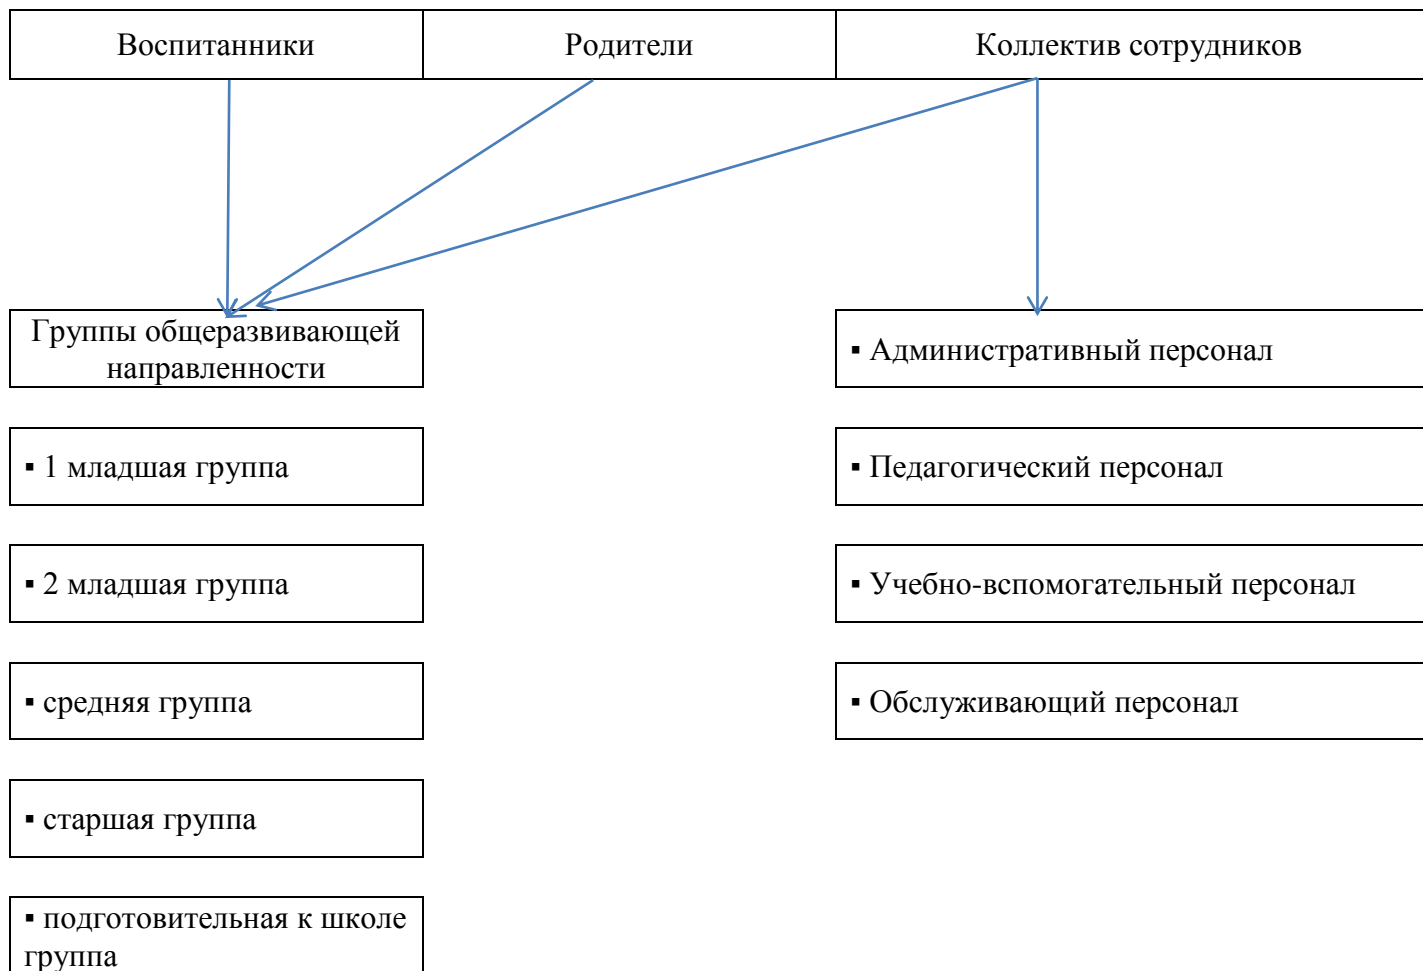 Воспитанники
Родители
Коллектив сотрудников
Группы общеразвивающей
направленности
▪ Административный персонал
▪ 1 младшая группа
▪ Педагогический персонал
▪ 2 младшая группа
▪ Учебно-вспомогательный персонал
▪ средняя группа
▪ Обслуживающий персонал
▪ старшая группа
▪ подготовительная к школе
группа